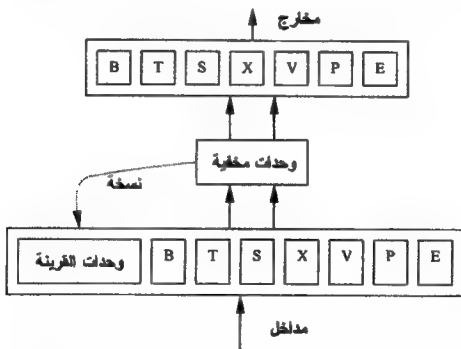 مخارج
B T S X V P E
وحدات مخفية
نسخة
وحدات القرينة B T S X V P E
مداخل